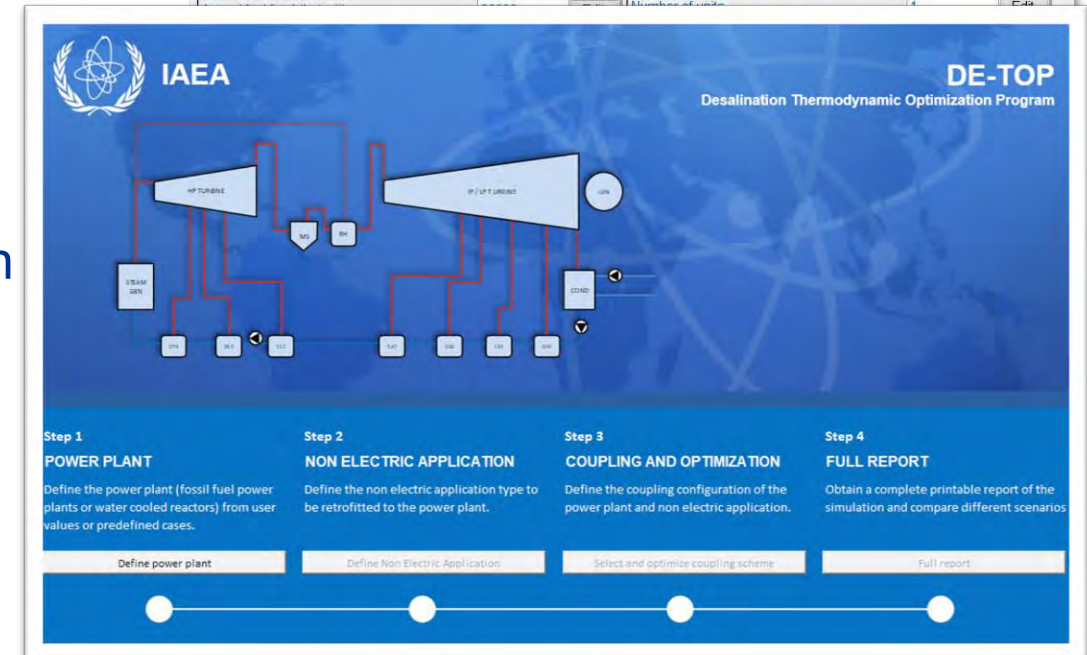 Number of units
1
Edit
n
IAEA
DE-TOP
Desalination Thermodynamic Optimization Program
HP TURBINE
IP / LP TURBINE
GEN
MS
RH
STEAM
GEN
COND
Step 1
POWER PLANT
Define the power plant (fossil fuel power
plants or water cooled reactors) from user
values or predefined cases.
Define power plant
Step 2
NON ELECTRIC APPLICATION
Define the non electric application type to
be retrofitted to the power plant.
Define Non Electric Application
Step 3
COUPLING AND OPTIMIZATION
Define the coupling configuration of the
power plant and non electric application.
Select and optimize coupling scheme
Step 4
FULL REPORT
Obtain a complete printable report of the
simulation and compare different scenarios
Full report